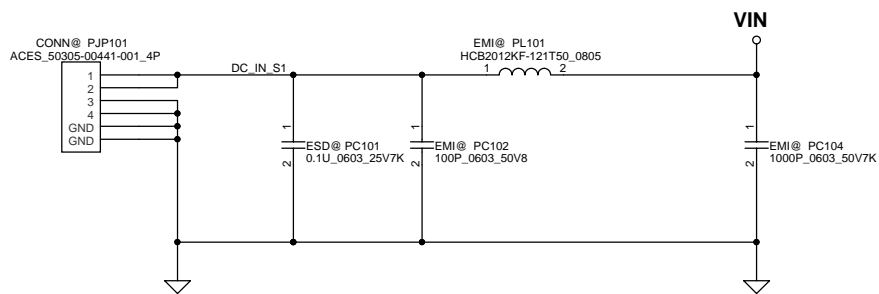 VIN
CONN@ PJP101
ACES_50305-00441-001_4P
EMI@ PL101
HCB2012KF-121T50_0805
1
2
DC_IN_S1
1
2
3
4
GND
GND
1
2
ESD@ PC101
0.1U_0603_25V7K
1
2
EMI@ PC102
100P_0603_50V8
1
2
EMI@ PC104
1000P_0603_50V7K